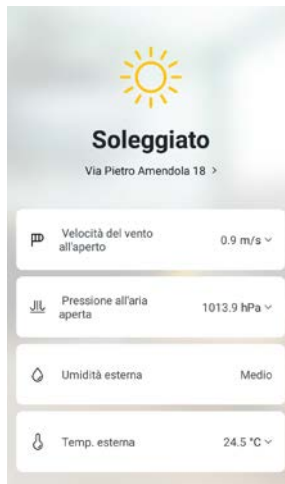 Soleggiato
Via Pietro Amendola 18 >
Velocità del vento
all'aperto
0.9 m/s
Pressione all'aria
aperta
1013.9 hPa
Umidità esterna
Medio
Temp. esterna
24.5 °C